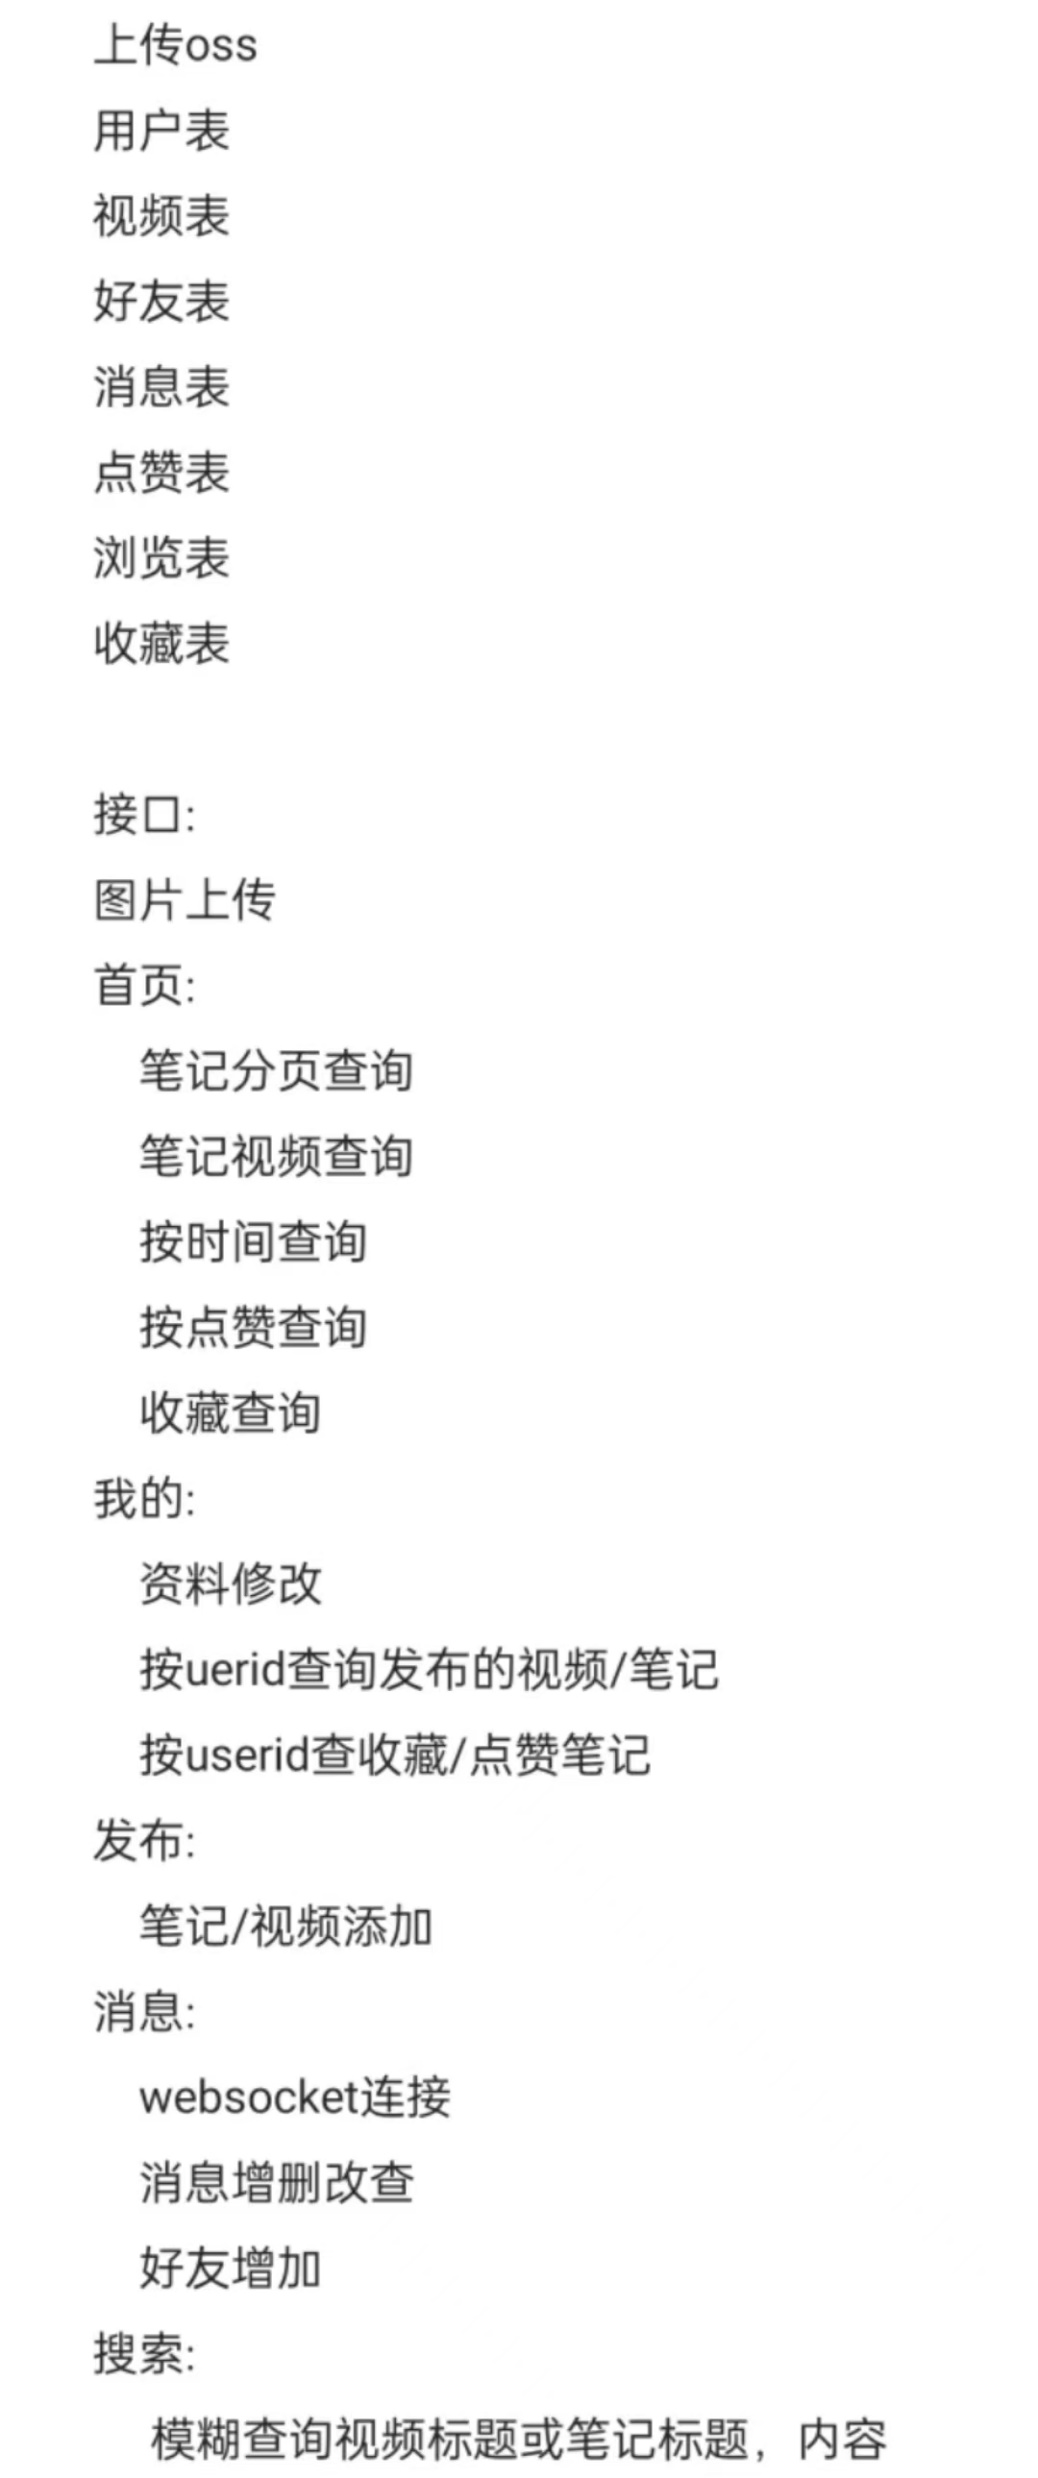 上传oss
用户表
视频表
好友表
消息表
点赞表
浏览表
收藏表
接口:
图片上传
首页:
笔记分页查询
笔记视频查询
按时间查询
按点赞查询
收藏查询
我的:
资料修改
按uerid查询发布的视频/笔记
按userid查收藏/点赞笔记
发布:
笔记/视频添加
消息:
websocket连接
消息增删改查
好友增加
搜索:
模糊查询视频标题或笔记标题，内容